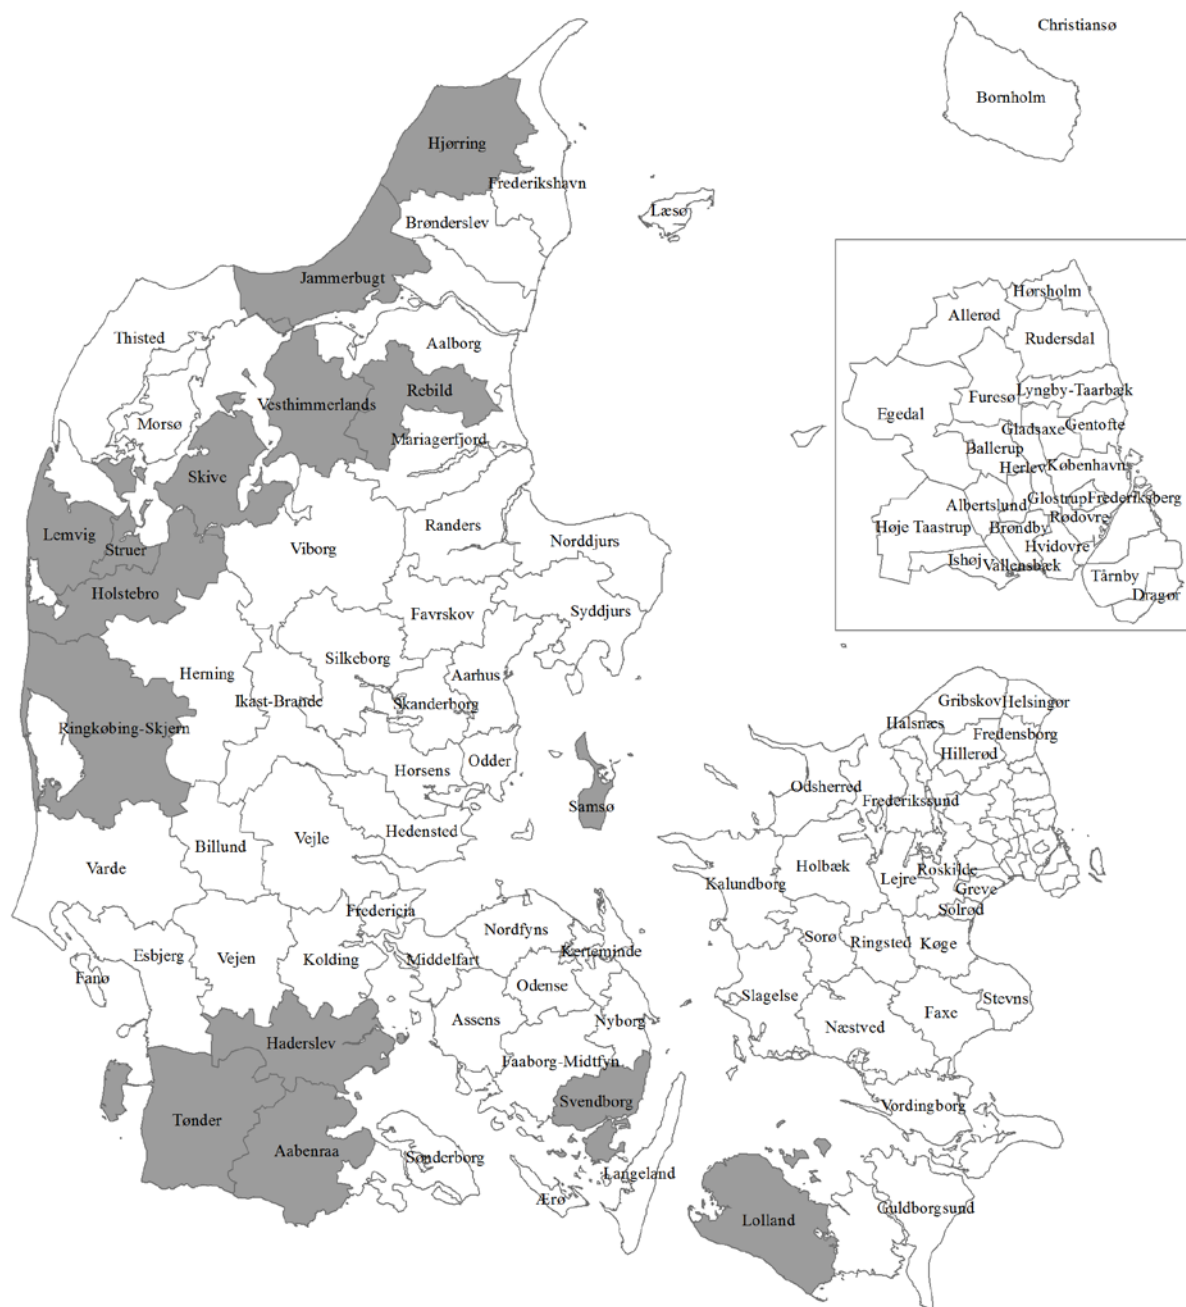 Christiansø
Bornholm
Hjørring
Frederikshavn
Læsø
Brønderslev
Jammerbugt
Hørsholm
Allerød
Thisted
Aalborg
Rudersdal
Rebild
Vesthimmerlands
Lyngby-Taarbæk
Furesø
Egedal
Morsø
Gentofte
Gladsaxe
Mariagerfjord
Ballerup
København
Herlev
Skive
Frederiksberg
Glostrup
Albertslund
Rødovre
Randers
Høje Taastrup
Brøndby
Lemvig
Norddjurs
Viborg
Struer
Hvidovre
Ishøj
Vallensbæk
Tårnby
Holstebro
Dragør
Favrskov
Syddjurs
Silkeborg
Herning
Aarhus
Ikast-Brande
Skanderborg
Gribskov
Helsingør
Halsnæs
Ringkøbing-Skjern
Fredensborg
Hillerød
Odder
Horsens
Odsherred
Frederikssund
Samsø
Hedensted
Vejle
Billund
Holbæk
Varde
Roskilde
Lejre
Kalundborg
Greve
Solrød
Fredericia
Nordfyns
Sorø
Ringsted
Køge
Kerteminde
Esbjerg
Vejen
Kolding
Middelfart
Fanø
Odense
Slagelse
Stevns
Assens
Nyborg
Næstved
Faxe
Haderslev
Faaborg-Midtfyn
Svendborg
Vordingborg
Tønder
Aabenraa
Sønderborg
Langeland
Ærø
Guldborgsund
Lolland